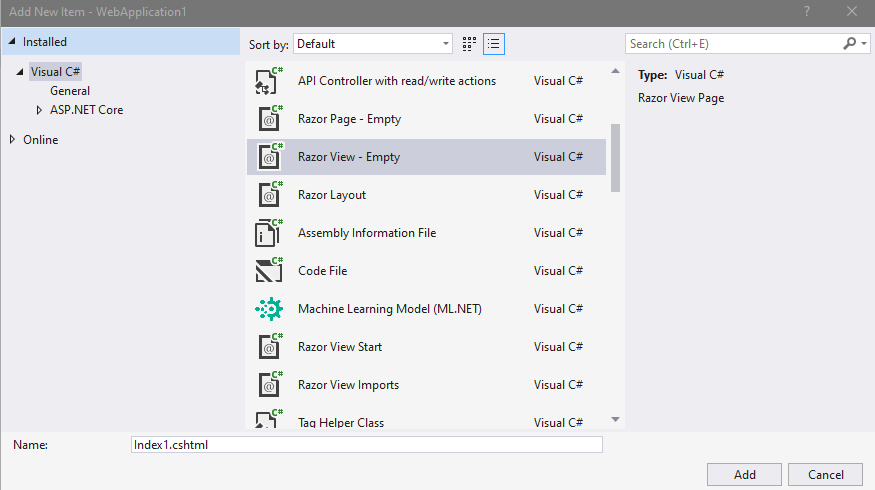 Add New Item - WebApplication1 ?
Installed
Visual C#
General
ASP.NET Core
Online
Sort by: Default
Search (Ctrl+E)
API Controller with read/write actions Visual C#
Razor Page - Empty Visual C#
Razor View - Empty Visual C#
Razor Layout Visual C#
Assembly Information File Visual C#
Code File Visual C#
Machine Learning Model (ML.NET) Visual C#
Razor View Start Visual C#
Razor View Imports Visual C#
Tag Helper Class Visual C#
Type: Visual C#
Razor View Page
Name: Index1.cshtml
Add Cancel